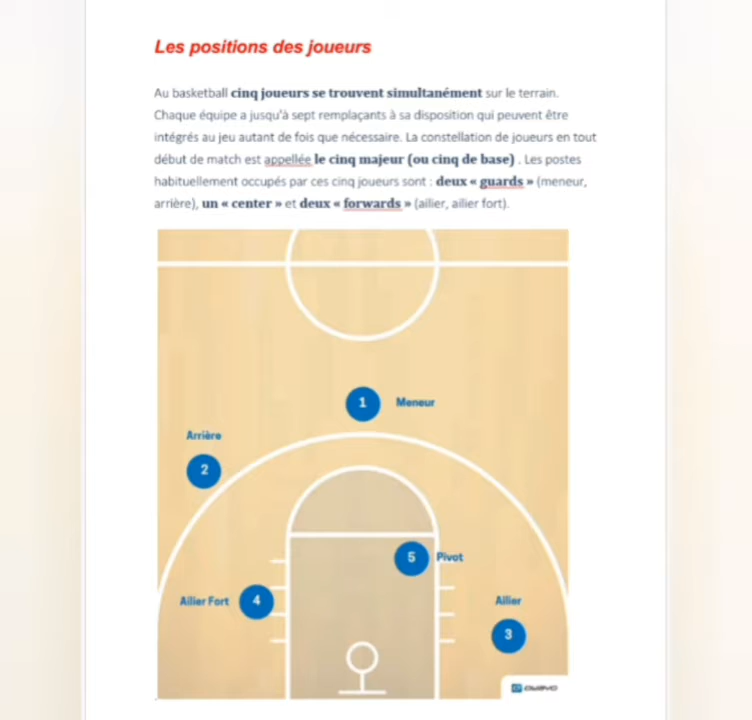 Les positions des joueurs
Au basketball cinq joueurs se trouvent simultanément sur le terrain.
Chaque équipe a jusqu'à sept remplaçants à sa disposition qui peuvent être
intégrés au jeu autant de fois que nécessaire. La constellation de joueurs en tout
début de match est appellée le cinq majeur (ou cinq de base) . Les postes
habituellement occupés par ces cinq joueurs sont : deux « guards » (meneur,
arrière), un « center » et deux « forwards » (ailier, ailier fort).
1 Meneur
Arrière
2
5 Pivot
Ailier Fort 4
Ailier
3
owayo